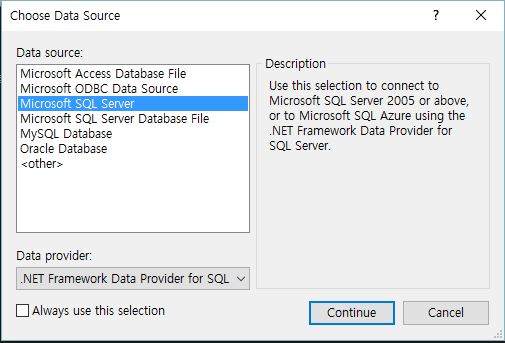 Choose Data Source
?
Data source:
Microsoft Access Database File
Microsoft ODBC Data Source
Microsoft SQL Server
Microsoft SQL Server Database File
MySQL Database
Oracle Database
<other>
Description
Use this selection to connect to
Microsoft SQL Server 2005 or above,
or to Microsoft SQL Azure using the
.NET Framework Data Provider for
SQL Server.
Data provider:
.NET Framework Data Provider for SQL
Always use this selection
Continue
Cancel